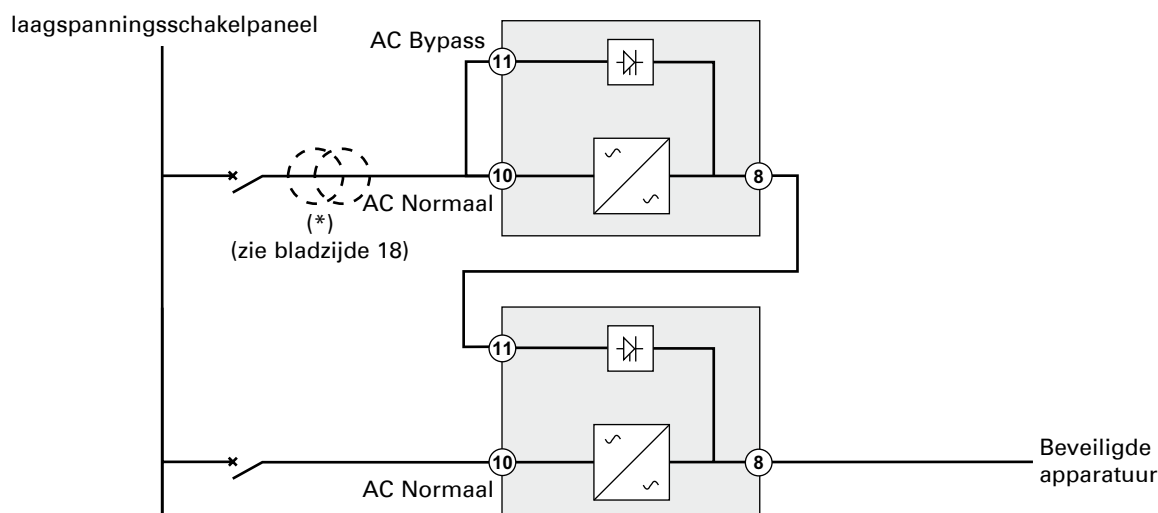 laagspanningsschakelpaneel
AC Bypass
11
10
8
AC Normaal
(*)
(zie bladzijde 18)
11
10
8
AC Normaal
Beveiligde
apparatuur